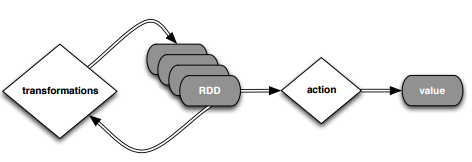 transformations
RDD
action
value